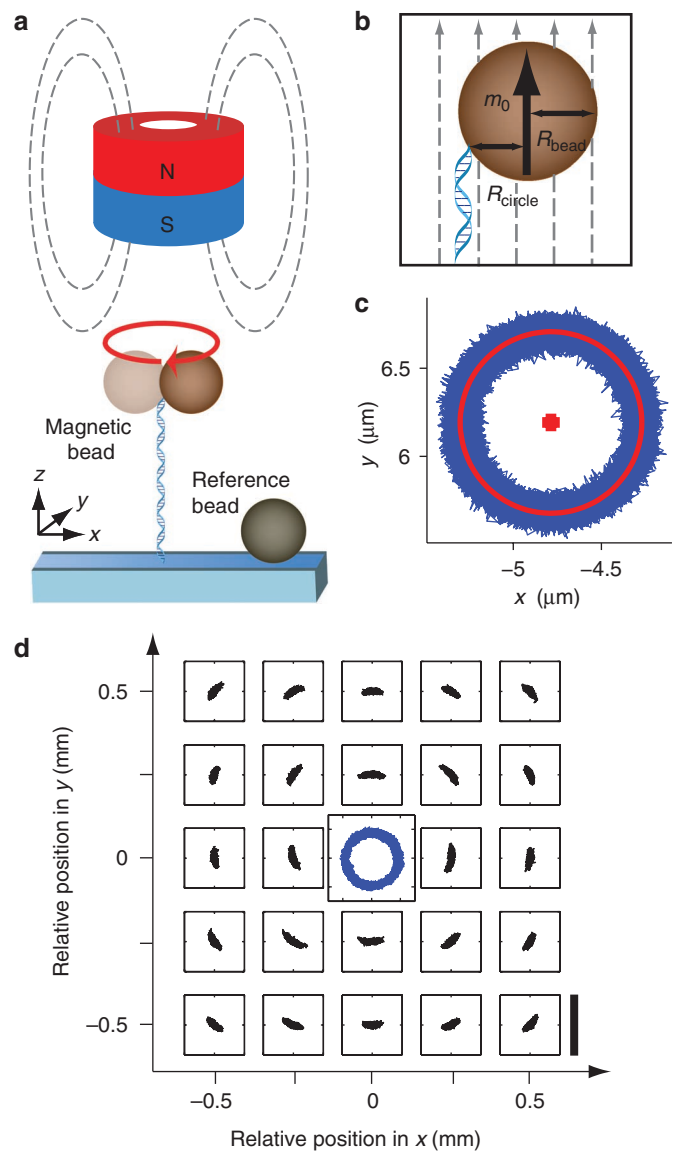 a
N
S
Magnetic
bead
Reference
bead
z
y
x
b
m0
Rbead
Rcircle
c
6.5
6
y (μm)
−5
−4.5
x (μm)
d
0.5
0
−0.5
Relative position in y (mm)
−0.5
0
0.5
Relative position in x (mm)